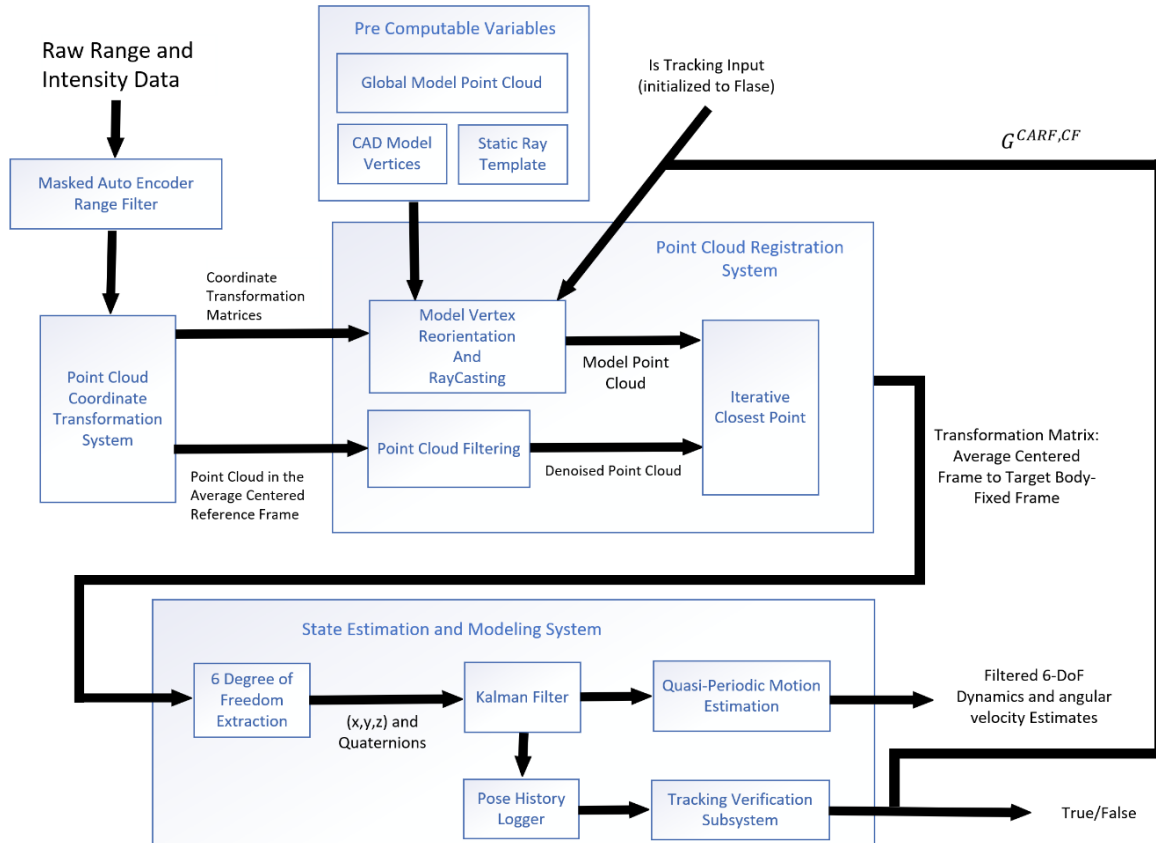 Raw Range and
Intensity Data
Masked Auto Encoder
Range Filter
Pre Computable Variables
Global Model Point Cloud
CAD Model
Vertices
Static Ray
Template
Is Tracking Input
(initialized to Flase)
G^{CARF,CF}
Point Cloud
Coordinate
Transformation
System
Coordinate
Transformation
Matrices
Point Cloud in the
Average Centered
Reference Frame
Point Cloud Registration
System
Model Vertex
Reorientation
And
RayCasting
Model Point
Cloud
Point Cloud Filtering
Denoised Point Cloud
Iterative
Closest Point
Transformation Matrix:
Average Centered
Frame to Target Body-
Fixed Frame
State Estimation and Modeling System
6 Degree of
Freedom
Extraction
(x,y,z) and
Quaternions
Kalman Filter
Quasi-Periodic Motion
Estimation
Filtered 6-DoF
Dynamics and angular
velocity Estimates
Pose History
Logger
Tracking Verification
Subsystem
True/False